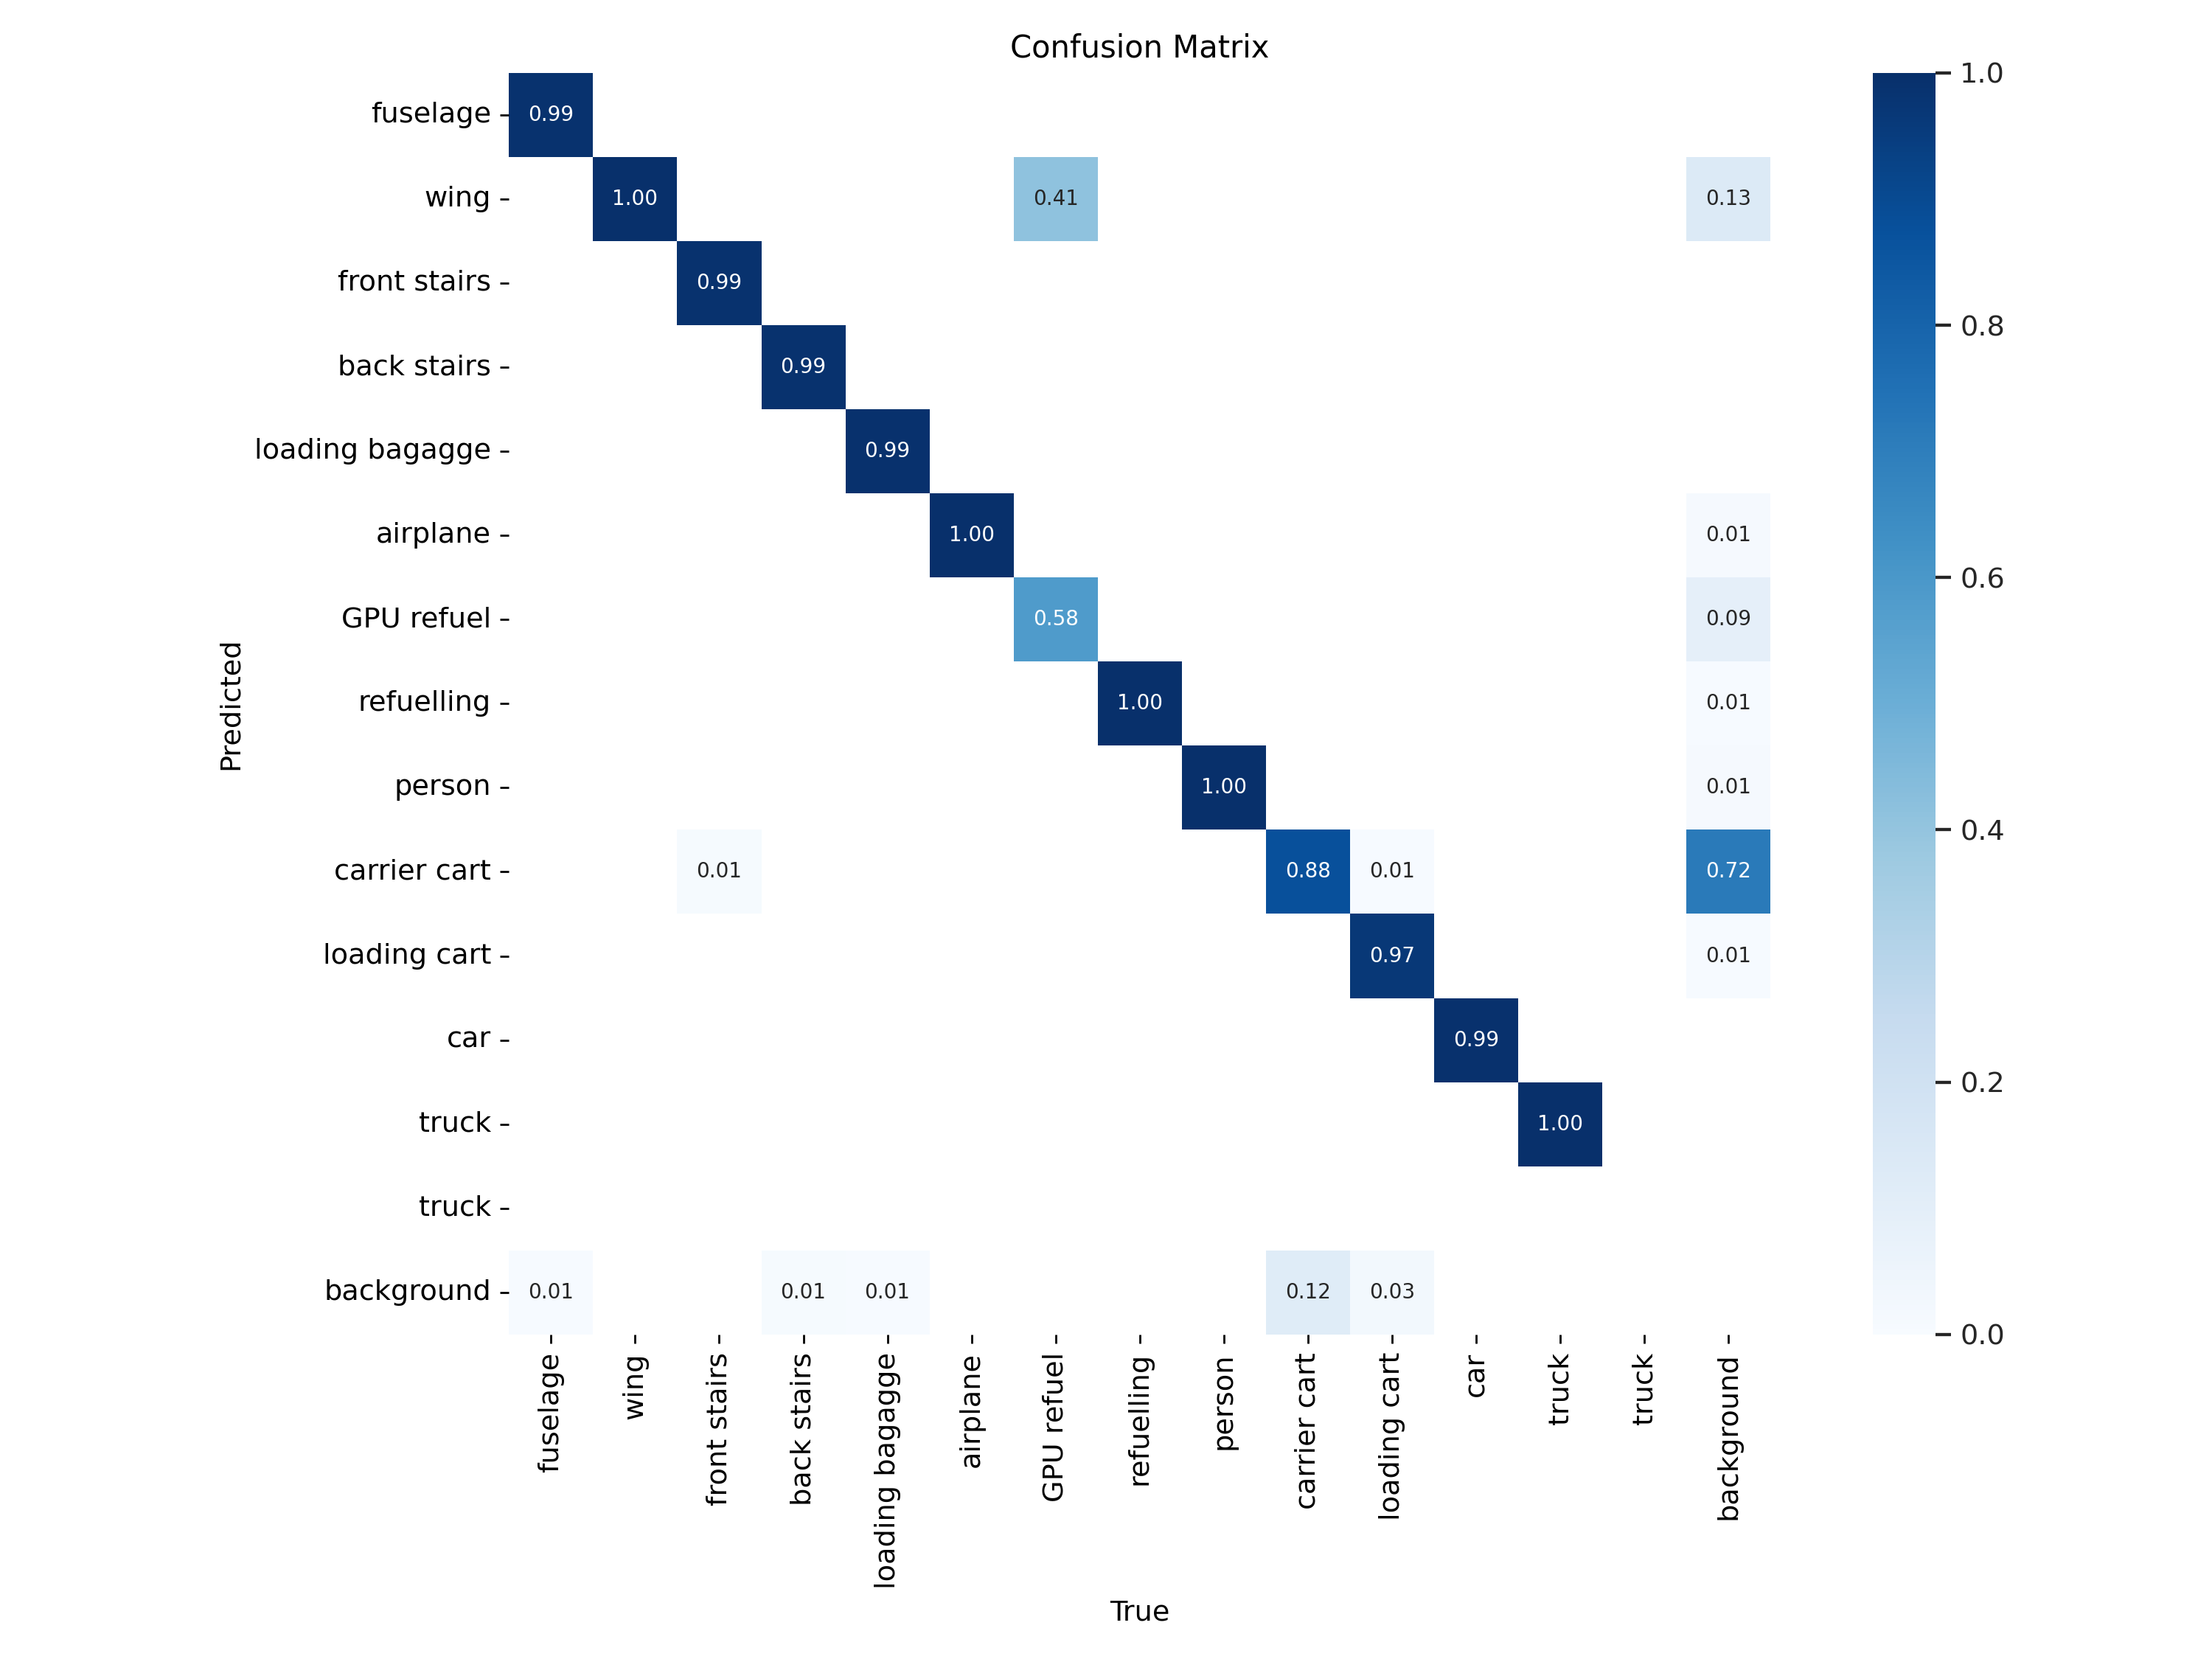 Confusion Matrix
fuselage
wing
front stairs
back stairs
loading bagagge
airplane
GPU refuel
refuelling
person
carrier cart
loading cart
car
truck
truck
background
Predicted
0.99
1.00 0.41 0.13
0.99
0.99
0.99
1.00 0.01
0.58 0.09
1.00 0.01
1.00 0.01
0.01 0.88 0.01 0.72
0.97 0.01
0.99
1.00
0.01 0.01 0.01 0.12 0.03
fuselage
wing
front stairs
back stairs
loading bagagge
airplane
GPU refuel
refuelling
person
carrier cart
loading cart
car
truck
truck
background
True
1.0
0.8
0.6
0.4
0.2
0.0